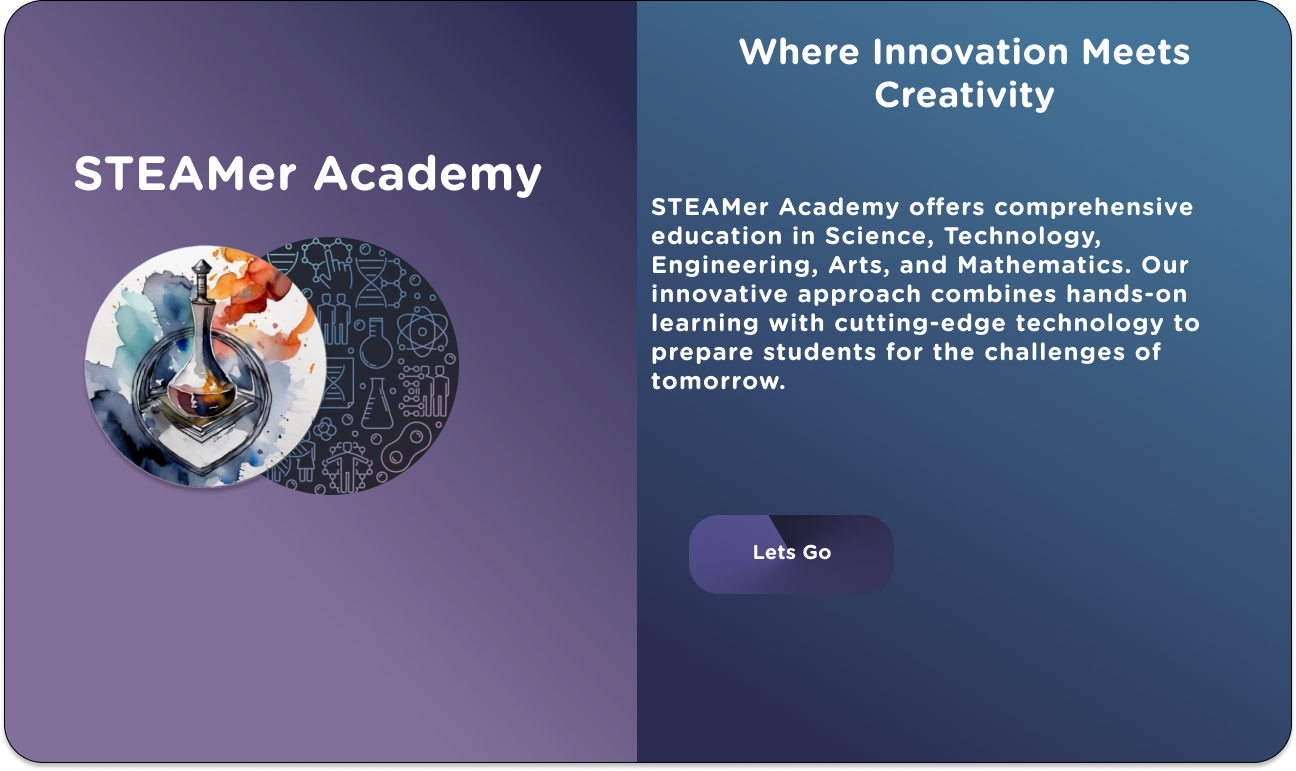 STEAMer Academy
Where Innovation Meets
Creativity
STEAMer Academy offers comprehensive
education in Science, Technology,
Engineering, Arts, and Mathematics. Our
innovative approach combines hands-on
learning with cutting-edge technology to
prepare students for the challenges of
tomorrow.
Lets Go